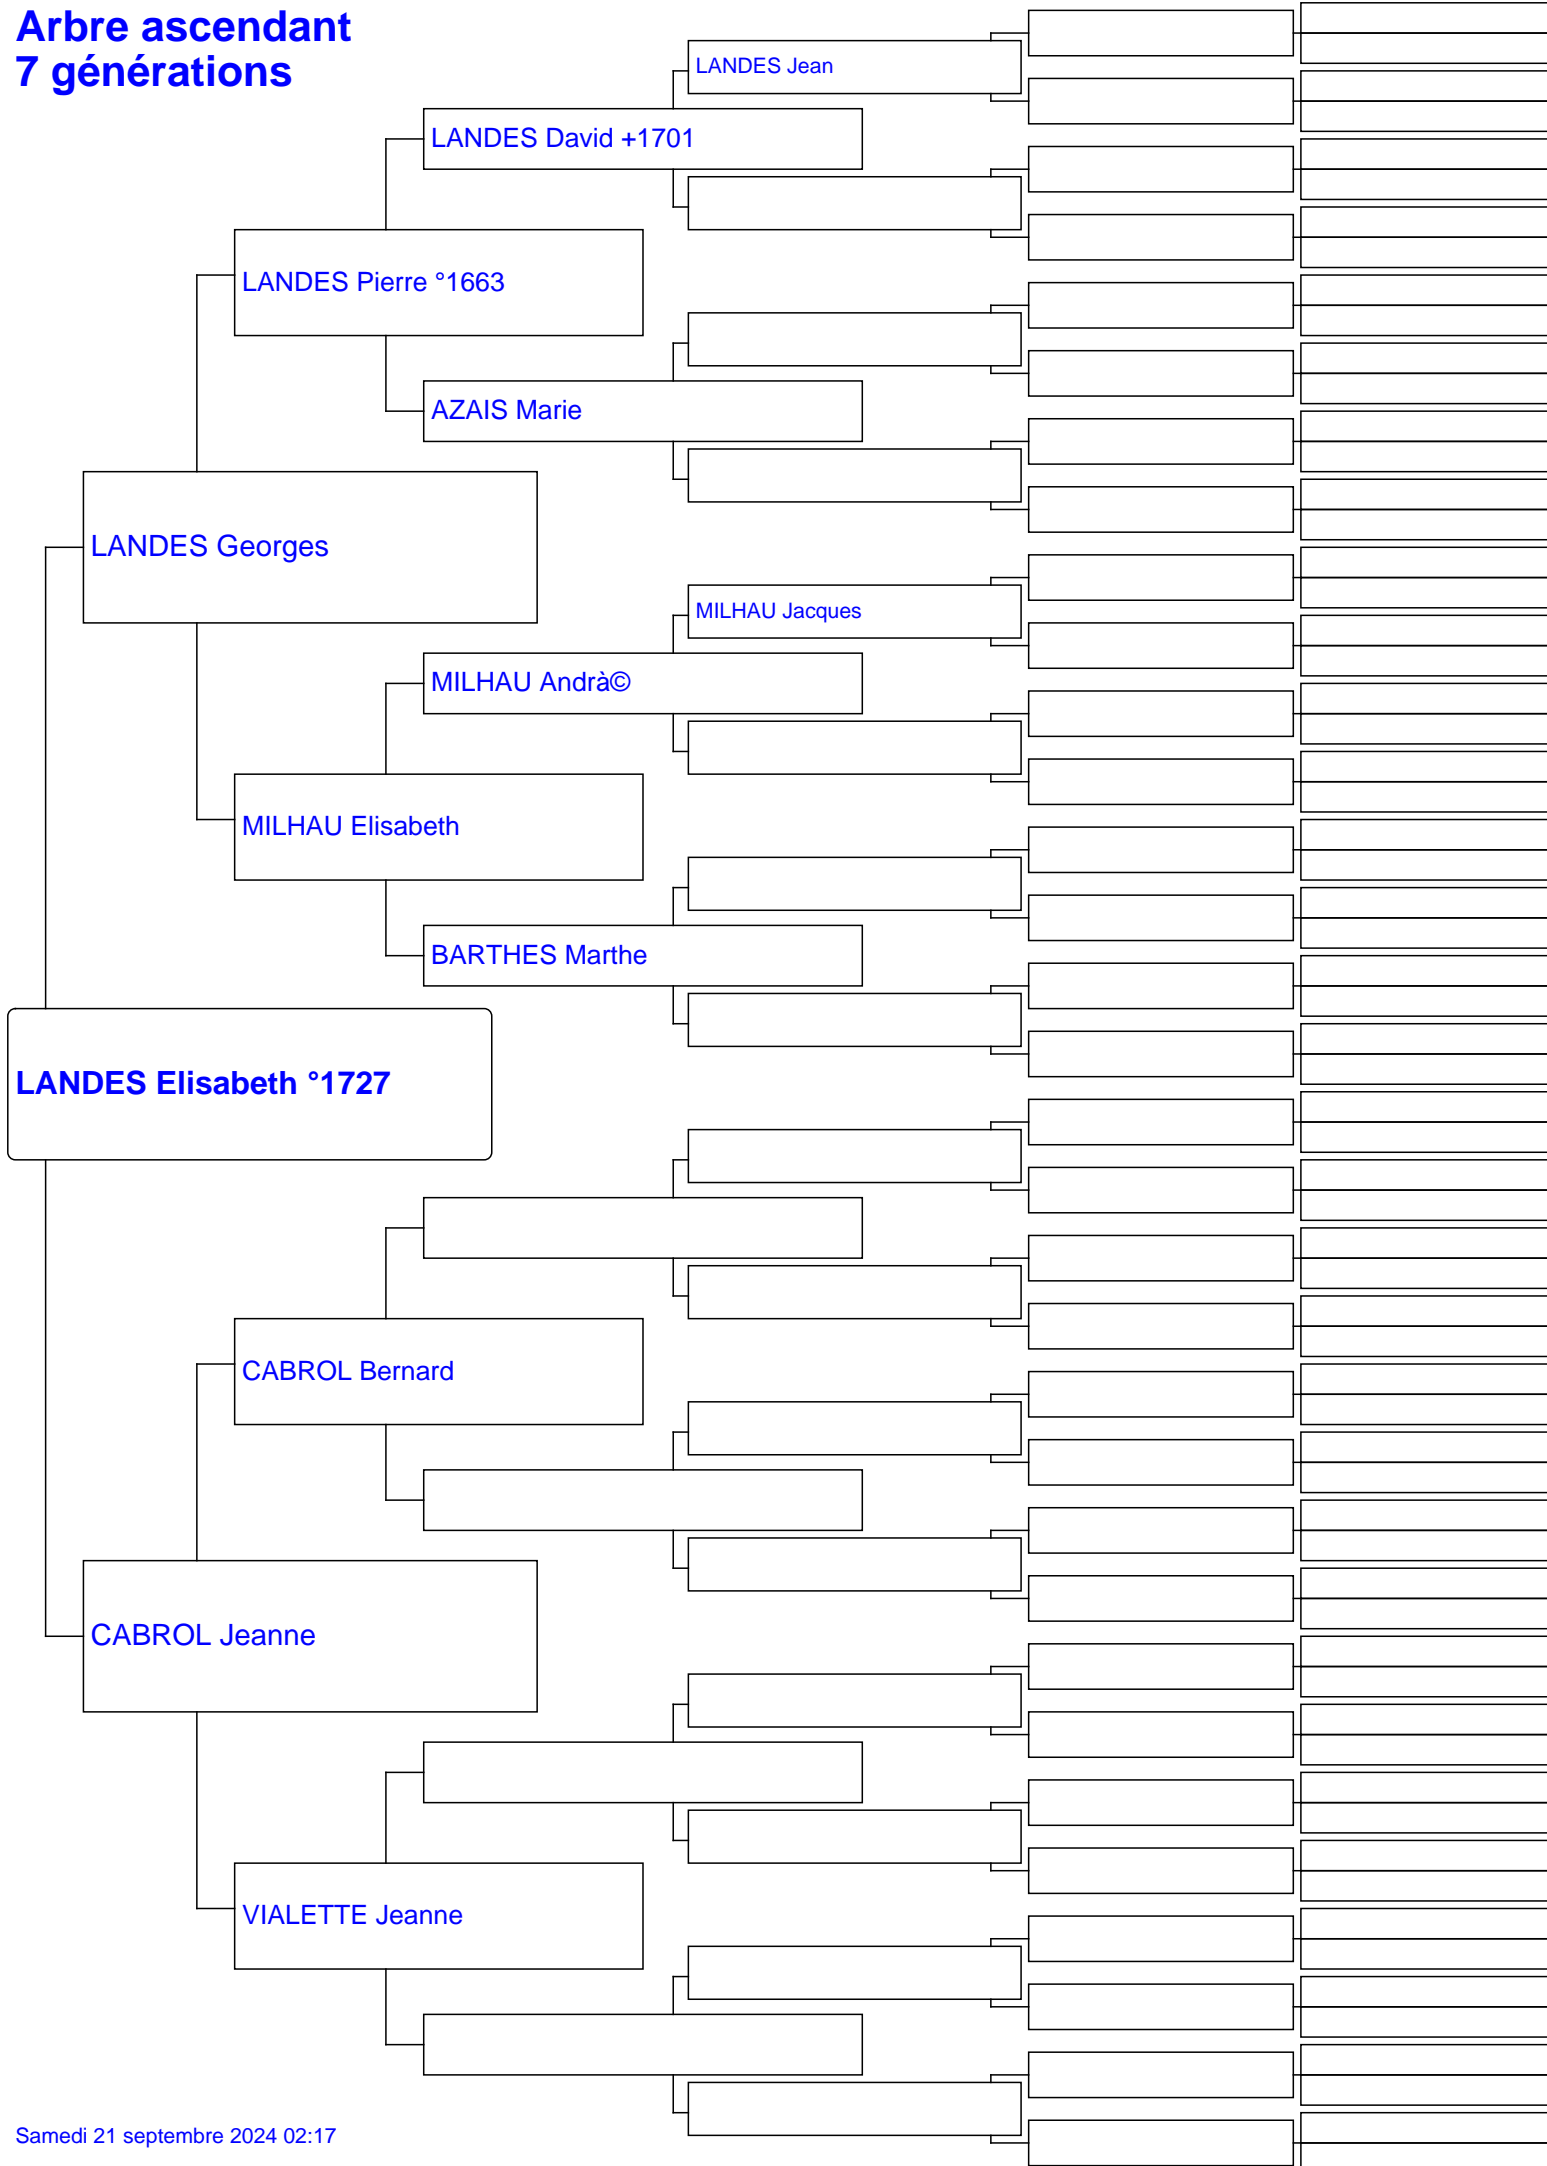 Arbre ascendant
7 générations
LANDES Jean
LANDES David +1701
LANDES Pierre °1663
AZAIS Marie
LANDES Georges
MILHAU Jacques
MILHAU Andrà©
MILHAU Elisabeth
BARTHES Marthe
LANDES Elisabeth °1727
CABROL Bernard
CABROL Jeanne
VIALETTE Jeanne
Samedi 21 septembre 2024 02:17